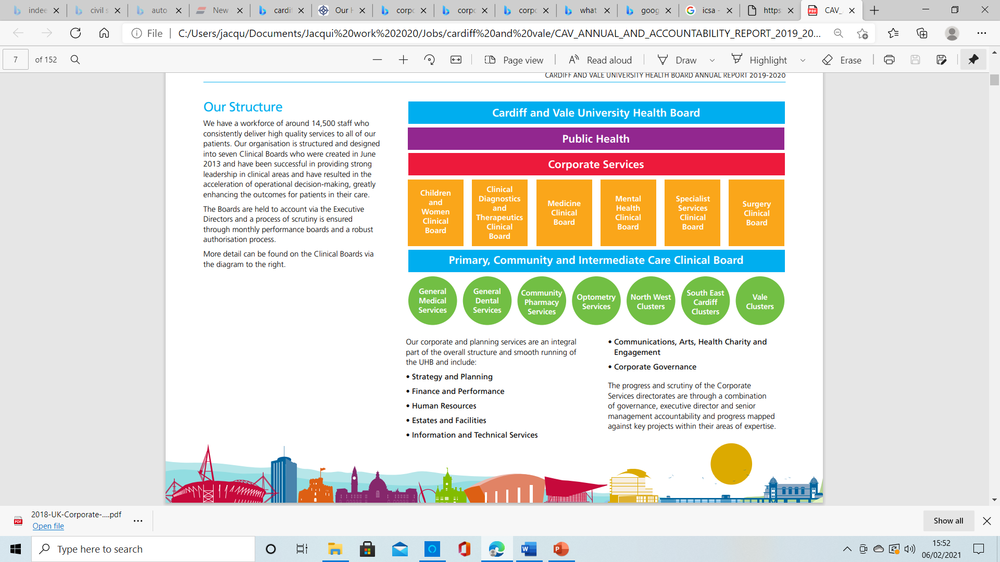 indee
civil s
auto
New
cardif
Our H
corpo
corpo
corpo
what
goog
icsa -
https
CAV_
File
C:/Users/jacqu/Documents/Jacqui%20work%202020/Jobs/cardiff%20and%20vale/CAV_ANNUAL_AND_ACCOUNTABILITY_REPORT_2019_20...
7 of 152
Page view
Read aloud
Draw
Highlight
Erase
CARDIFF AND VALE UNIVERSITY HEALTH BOARD ANNUAL REPORT 2019-2020
Our Structure
We have a workforce of around 14,500 staff who
consistently deliver high quality services to all of our
patients. Our organisation is structured and designed
into seven Clinical Boards who were created in June
2013 and have been successful in providing strong
leadership in clinical areas and have resulted in the
acceleration of operational decision-making, greatly
enhancing the outcomes for patients in their care.
The Boards are held to account via the Executive
Directors and a process of scrutiny is ensured
through monthly performance boards and a robust
authorisation process.
More detail can be found on the Clinical Boards via
the diagram to the right.
Cardiff and Vale University Health Board
Public Health
Corporate Services
Children
and
Women
Clinical
Board
Clinical
Diagnostics
and
Therapeutics
Clinical
Board
Medicine
Clinical
Board
Mental
Health
Clinical
Board
Specialist
Services
Clinical
Board
Surgery
Clinical
Board
Primary, Community and Intermediate Care Clinical Board
General
Medical
Services
General
Dental
Services
Community
Pharmacy
Services
Optometry
Services
North West
Clusters
South East
Cardiff
Clusters
Vale
Clusters
Our corporate and planning services are an integral
part of the overall structure and smooth running of
the UHB and include:
• Strategy and Planning
• Finance and Performance
• Human Resources
• Estates and Facilities
• Information and Technical Services
• Communications, Arts, Health Charity and
Engagement
• Corporate Governance
The progress and scrutiny of the Corporate
Services directorates are through a combination
of governance, executive director and senior
management accountability and progress mapped
against key projects within their areas of expertise.
2018-UK-Corporate-....pdf
Open file
Show all
Type here to search
15:52
06/02/2021